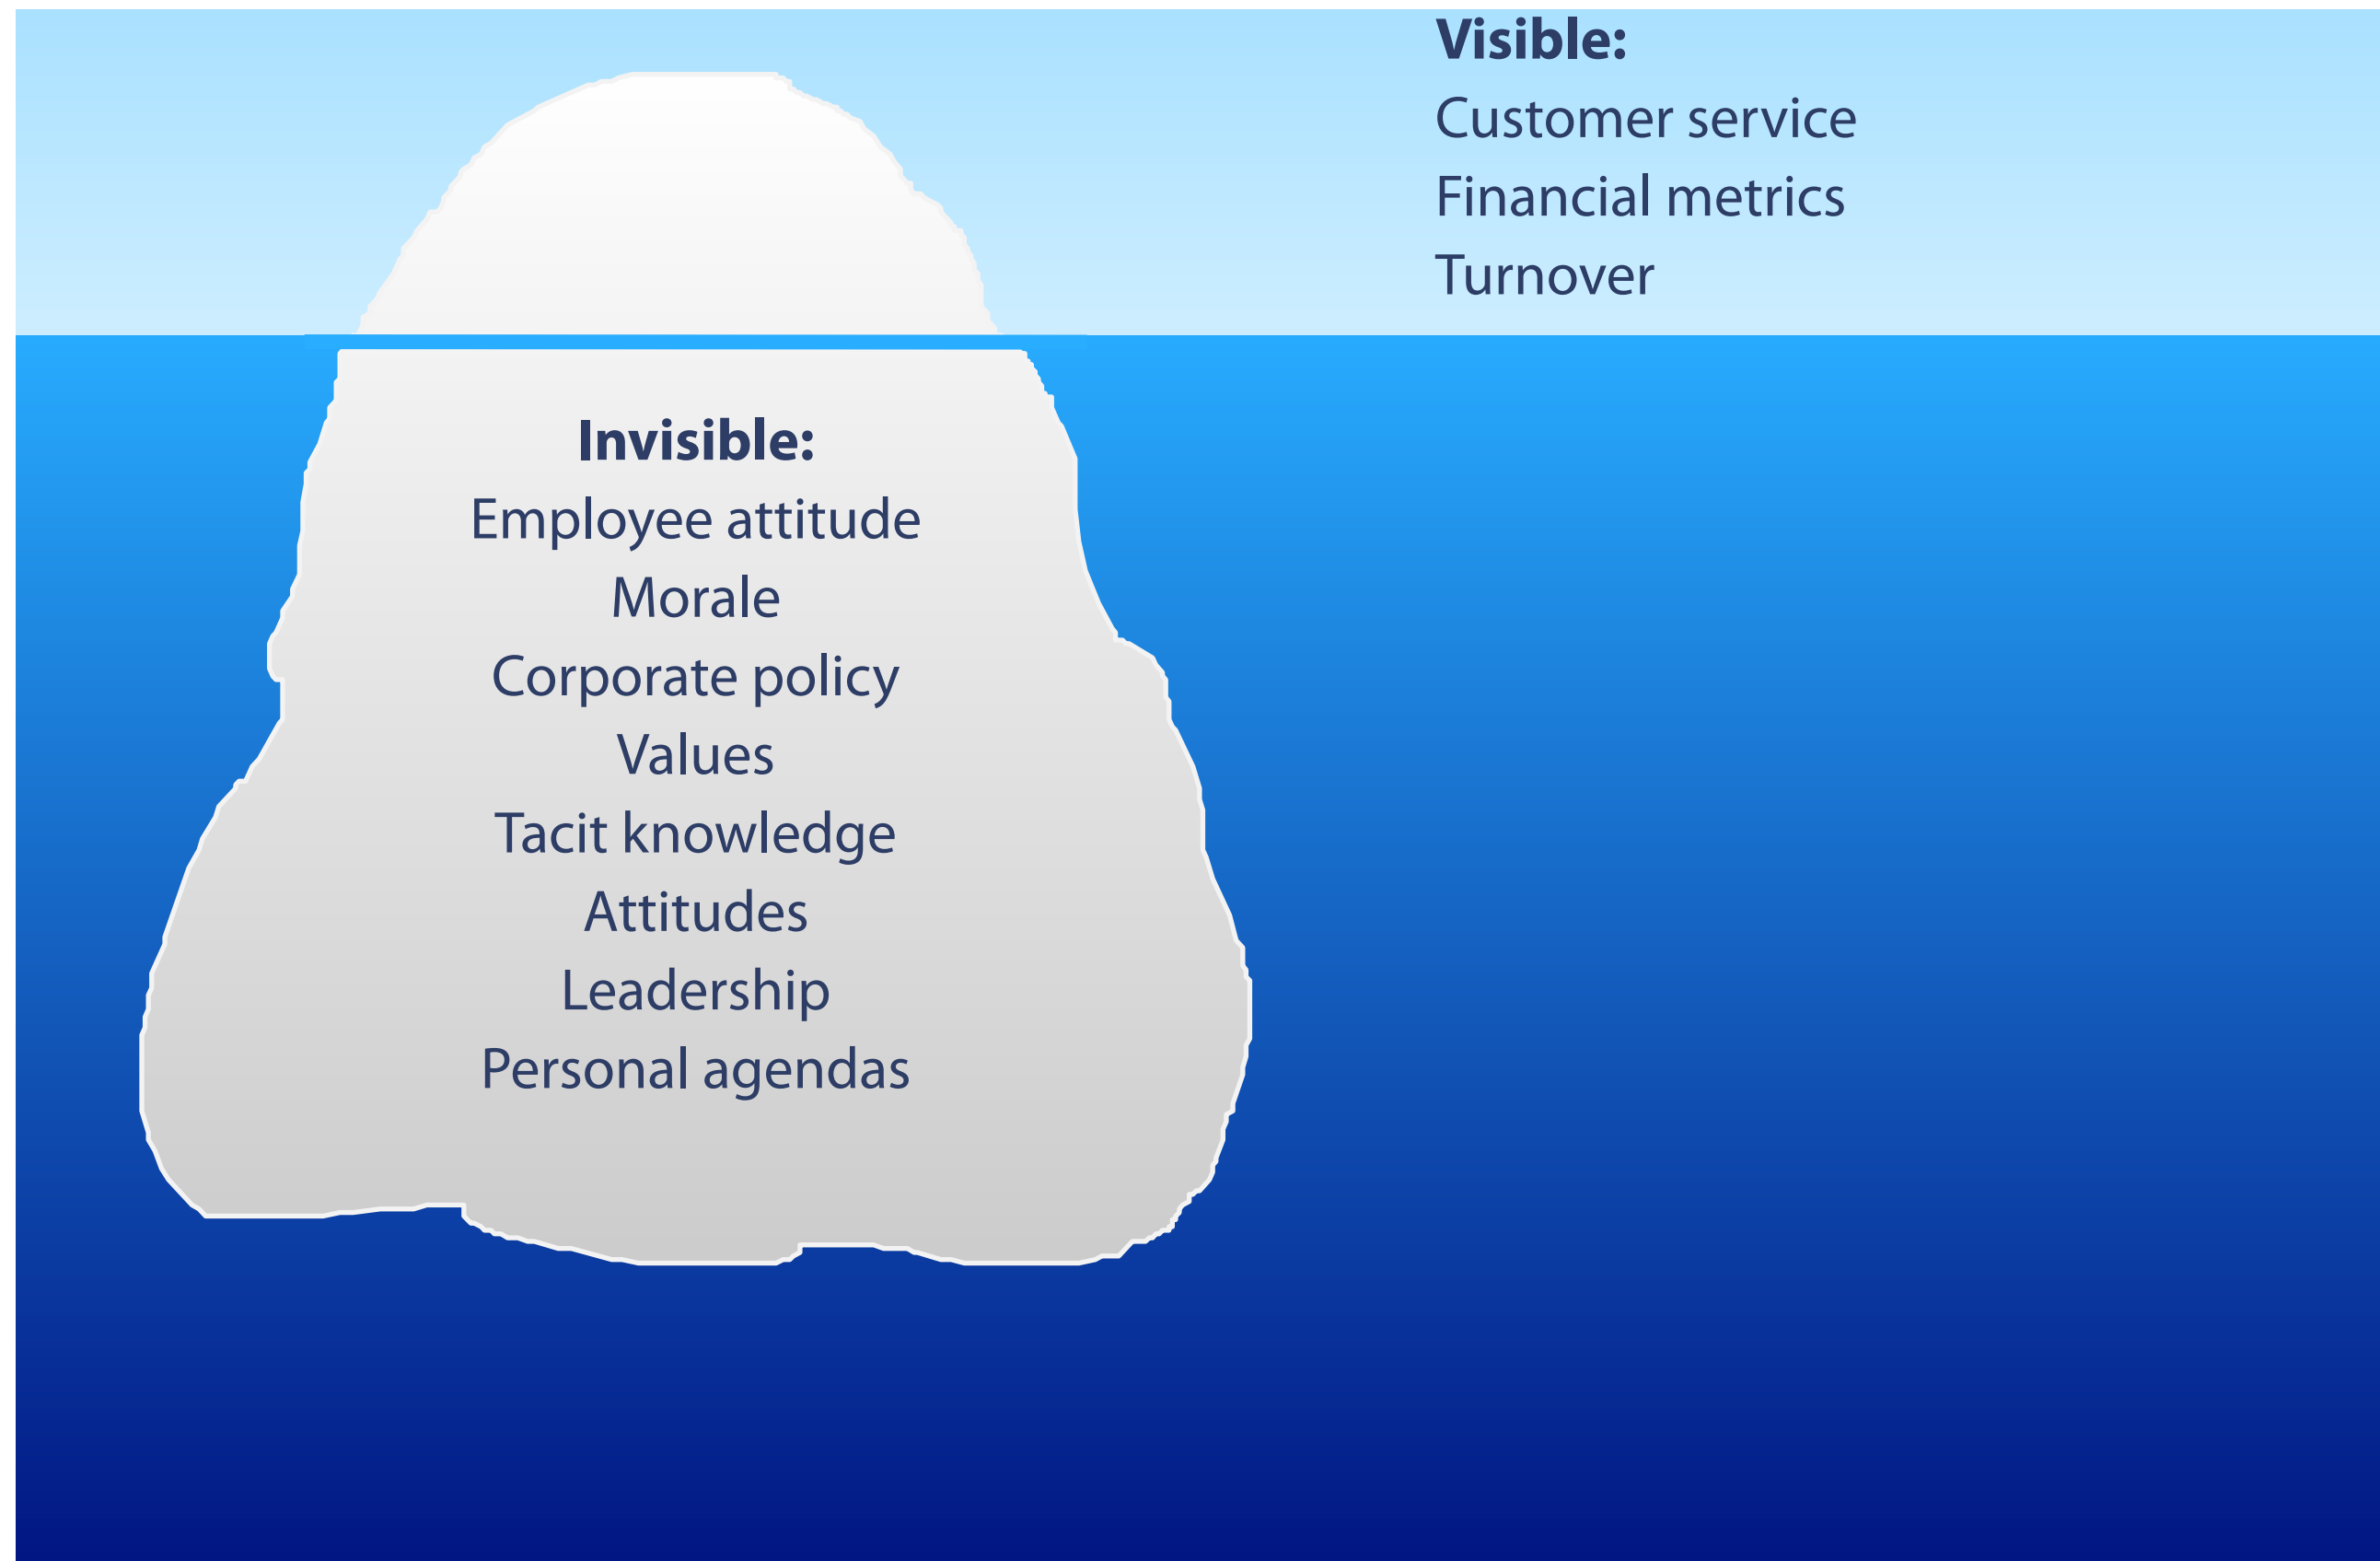 Visible:
Customer service
Financial metrics
Turnover
Invisible:
Employee attitude
Morale
Corporate policy
Values
Tacit knowledge
Attitudes
Leadership
Personal agendas